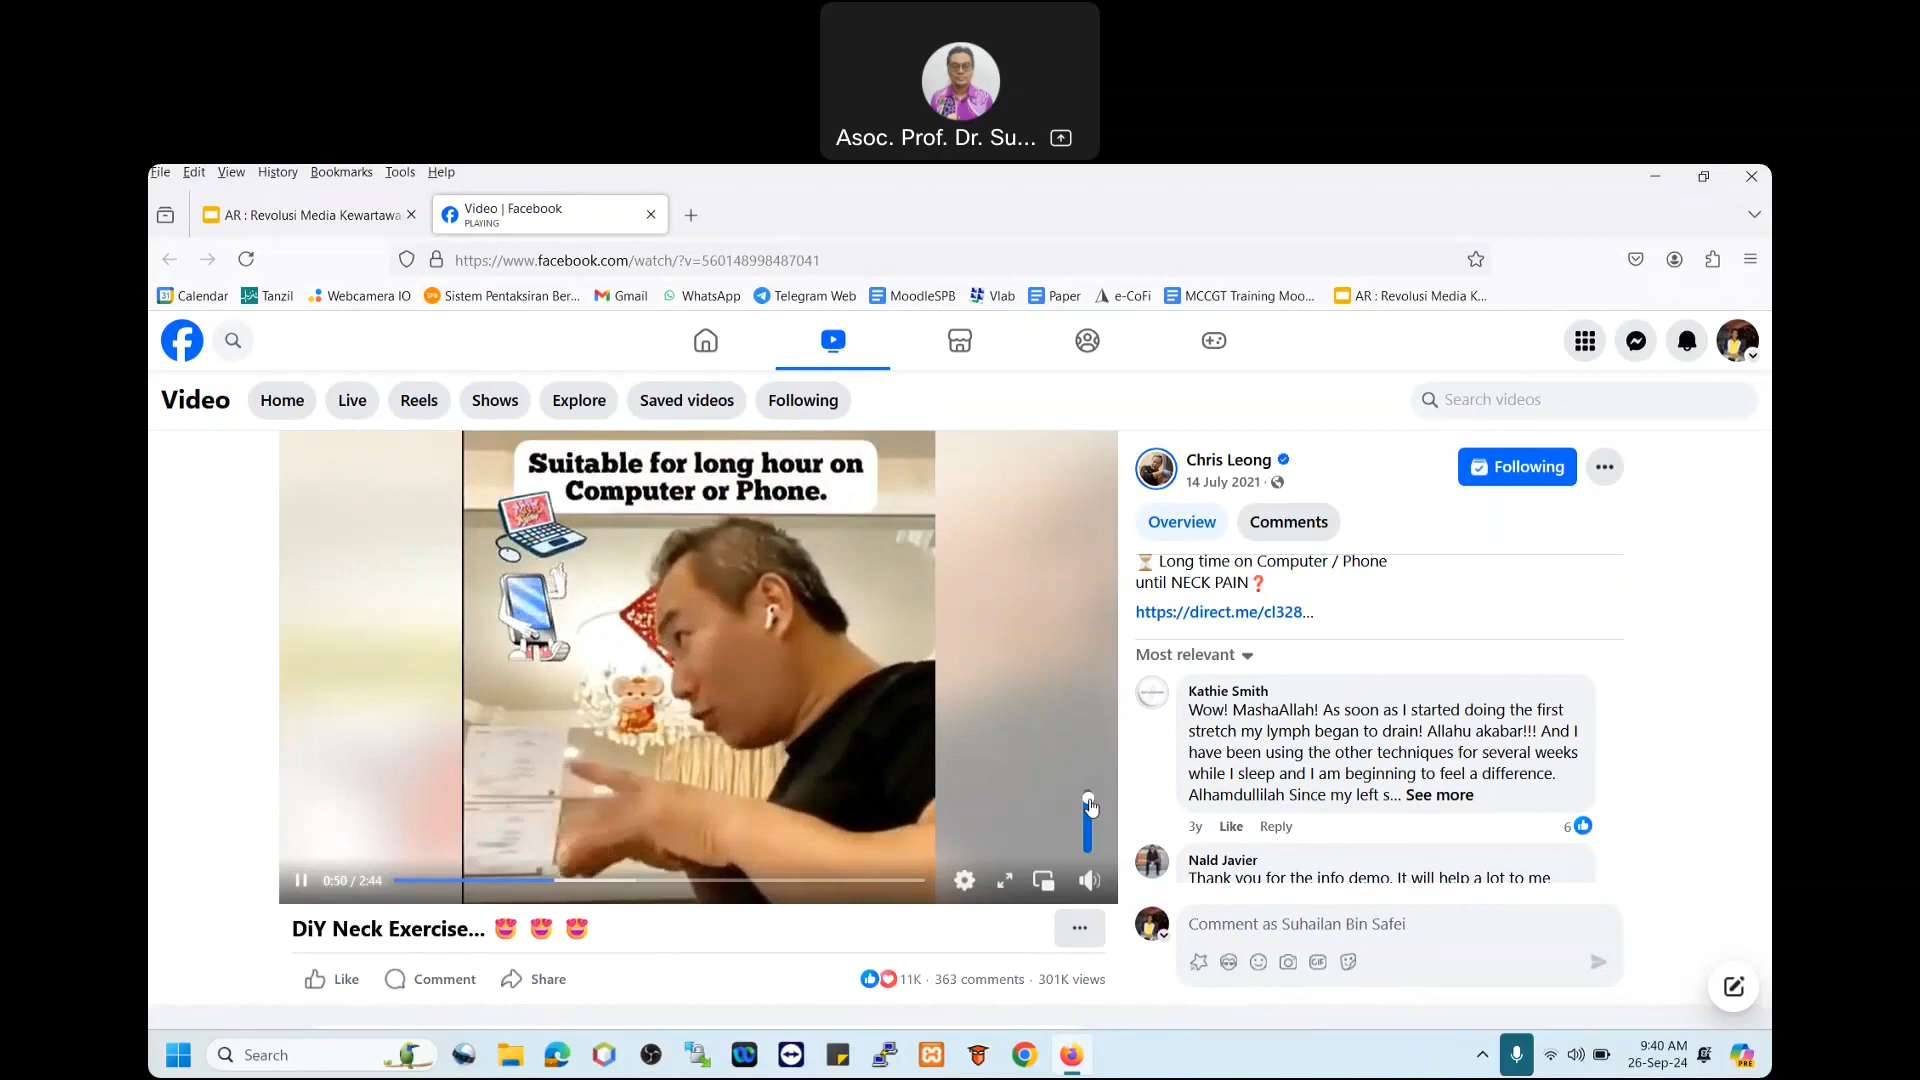 Asoc. Prof. Dr. Su...
File Edit View History Bookmarks Tools Help
AR : Revolusi Media Kewartawa
Video | Facebook
PLAYING
https://www.facebook.com/watch/?v=560148998487041
Calendar Tanzil Webcamera IO Sistem Pentaksiran Ber... Gmail WhatsApp Telegram Web MoodleSPB Vlab Paper e-CoFi MCCGT Training Moo... AR : Revolusi Media K...
Video Home Live Reels Shows Explore Saved videos Following Search videos
Suitable for long hour on
Computer or Phone.
0:50 / 2:44
DiY Neck Exercise...
Like Comment Share 11K · 363 comments · 301K views
Chris Leong
14 July 2021 ·
Following
Overview Comments
Long time on Computer / Phone
until NECK PAIN❓
https://direct.me/cl328...
Most relevant
Kathie Smith
Wow! MashaAllah! As soon as I started doing the first
stretch my lymph began to drain! Allahu akabar!!! And I
have been using the other techniques for several weeks
while I sleep and I am beginning to feel a difference.
Alhamdullilah Since my left s... See more
3y Like Reply 6
Nald Javier
Thank you for the info demo. It will help a lot to me
Comment as Suhailan Bin Safei
GIF
Search
9:40 AM
26-Sep-24
PRE